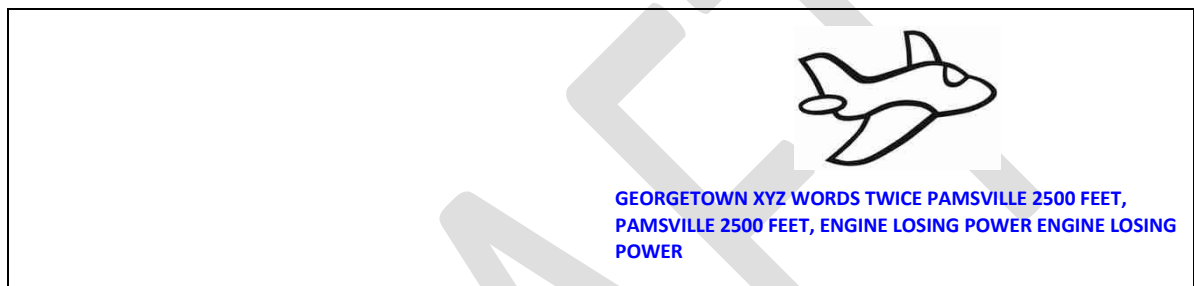 GEORGETOWN XYZ WORDS TWICE PAMSVILLE 2500 FEET,
PAMSVILLE 2500 FEET, ENGINE LOSING POWER ENGINE LOSING
POWER